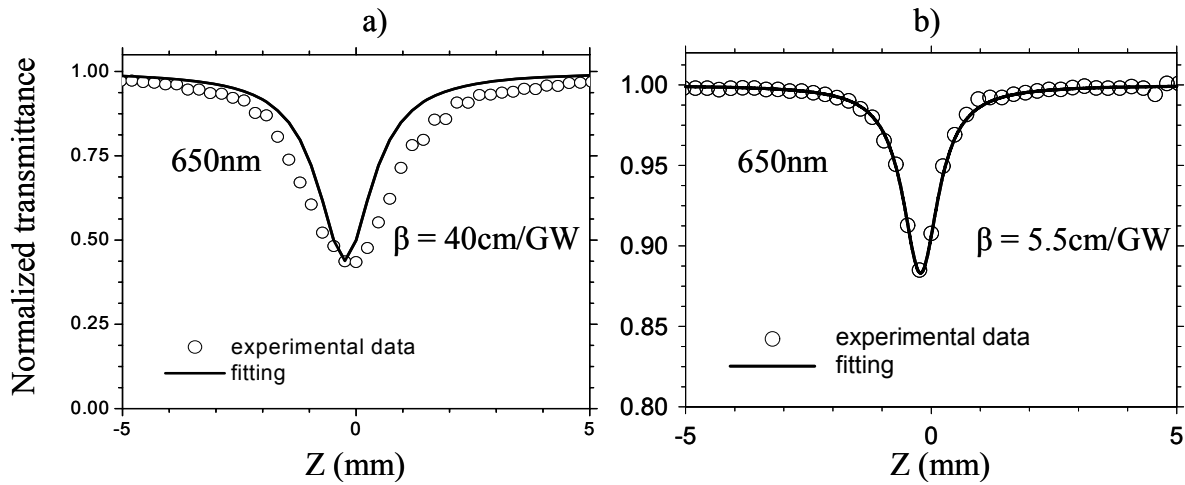 a)
b)
Normalized transmittance
1.00
0.75
0.50
0.25
0.00
650nm
β = 40cm/GW
experimental data
fitting
-5
0
5
Z (mm)
1.00
0.95
0.90
0.85
0.80
650nm
β = 5.5cm/GW
experimental data
fitting
-5
0
5
Z (mm)